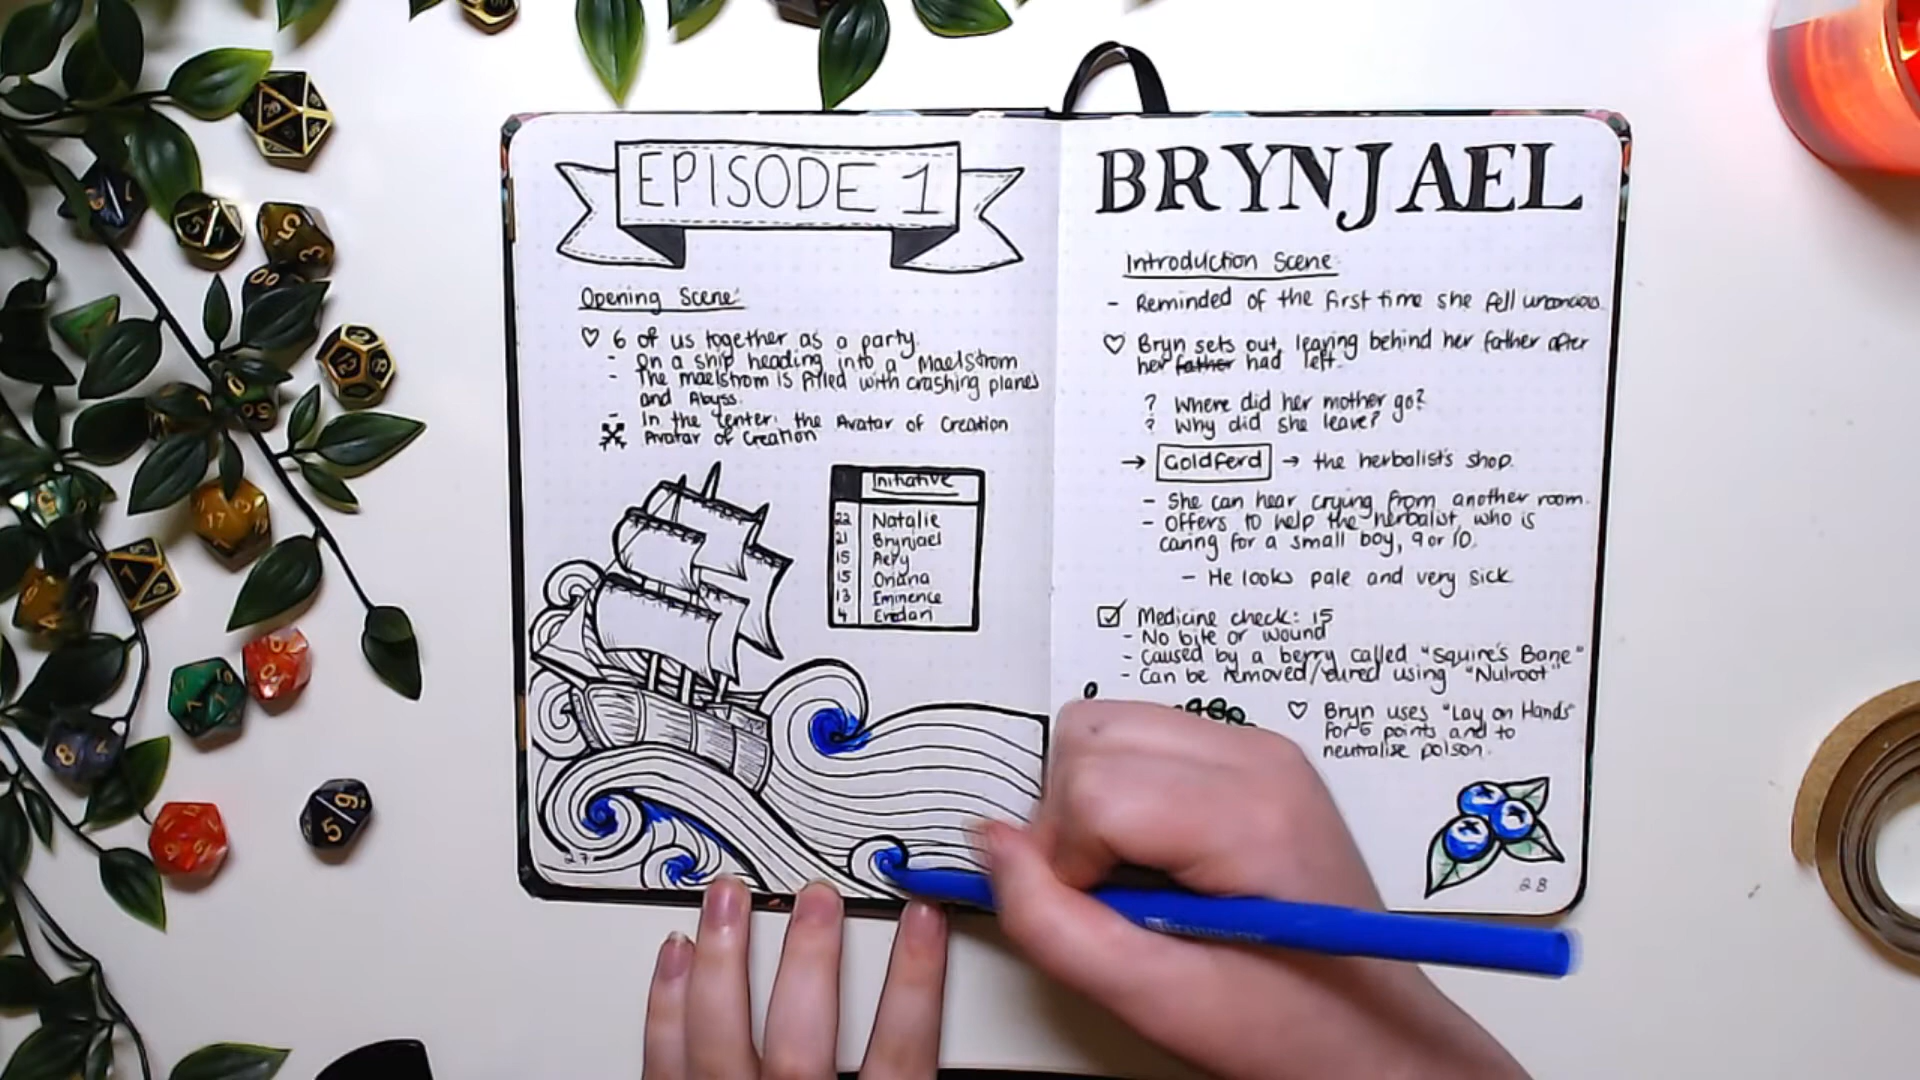 EPISODE 1
Opening Scene:
♡ 6 of us together as a party.
- On a ship heading into a Maelstrom
- The maelstrom is filled with crashing planes
and Abyss.
- In the center: the Avatar of Creation
Avatar of Creation
Initiative
22 Natalie
21 Brynjael
15 Aery
15 Oriana
13 Eminence
4 Erdan
27
BRYNJAEL
Introduction Scene:
- Reminded of the first time she fell
♡ Bryn sets out, leaving behind her father after
her father had left.
? Where did her mother go?
? Why did she leave?
→ Goldferd → the herbalist's shop.
- She can hear crying from another room.
- Offers to help the herbalist, who is
caring for a small boy, 9 or 10.
- He looks pale and very sick
☑ Medicine check: 15
- No bite or wound
- Caused by a berry called "Squire's Bane"
- Can be removed/cured using "Nulroot"
♡ Bryn uses "Lay on Hands"
for 5 points and to
neutralise poison.
28